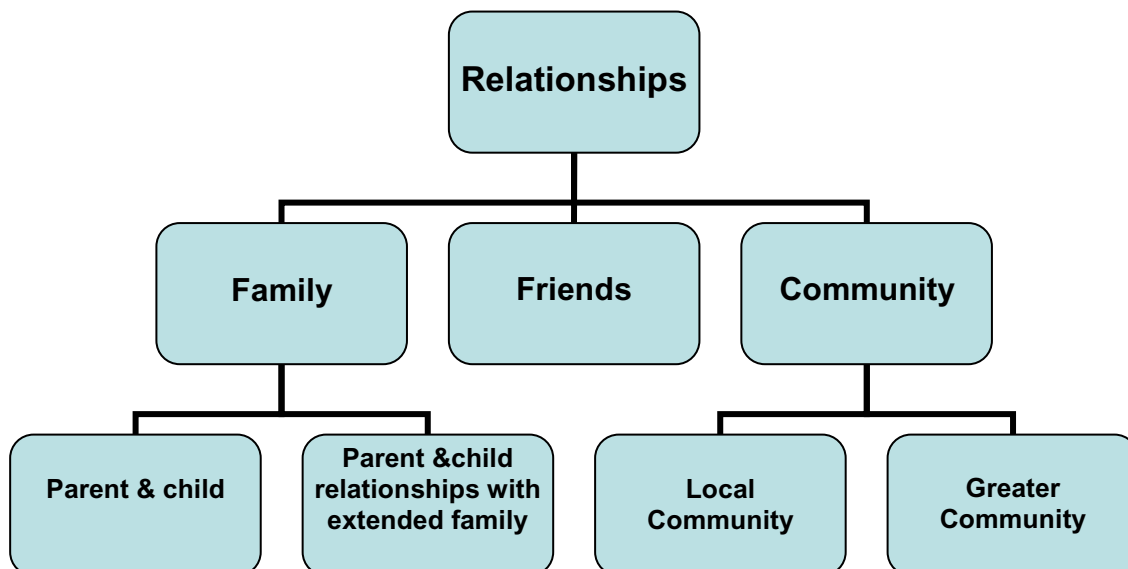 Relationships
Family
Friends
Community
Parent & child
Parent &child
relationships with
extended family
Local
Community
Greater
Community